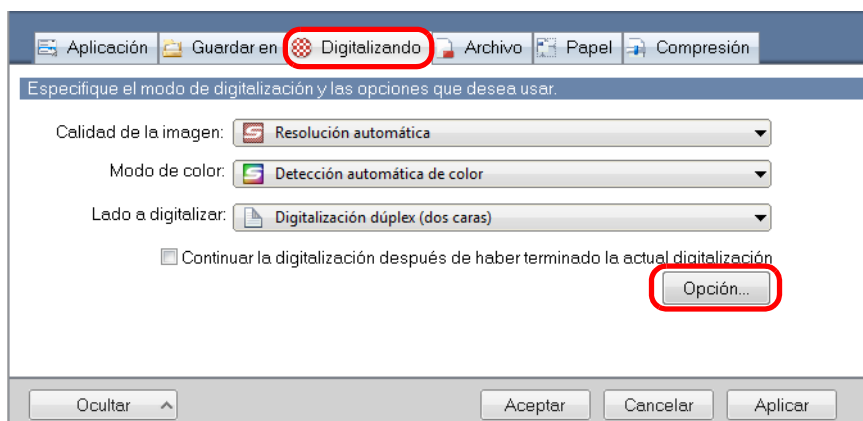 Aplicación Guardar en Digitalizando Archivo Papel Compresión
Especifique el modo de digitalización y las opciones que desea usar.
Calidad de la imagen: Resolución automática
Modo de color: Detección automática de color
Lado a digitalizar: Digitalización dúplex (dos caras)
Continuar la digitalización después de haber terminado la actual digitalización
Opción...
Ocultar Aceptar Cancelar Aplicar